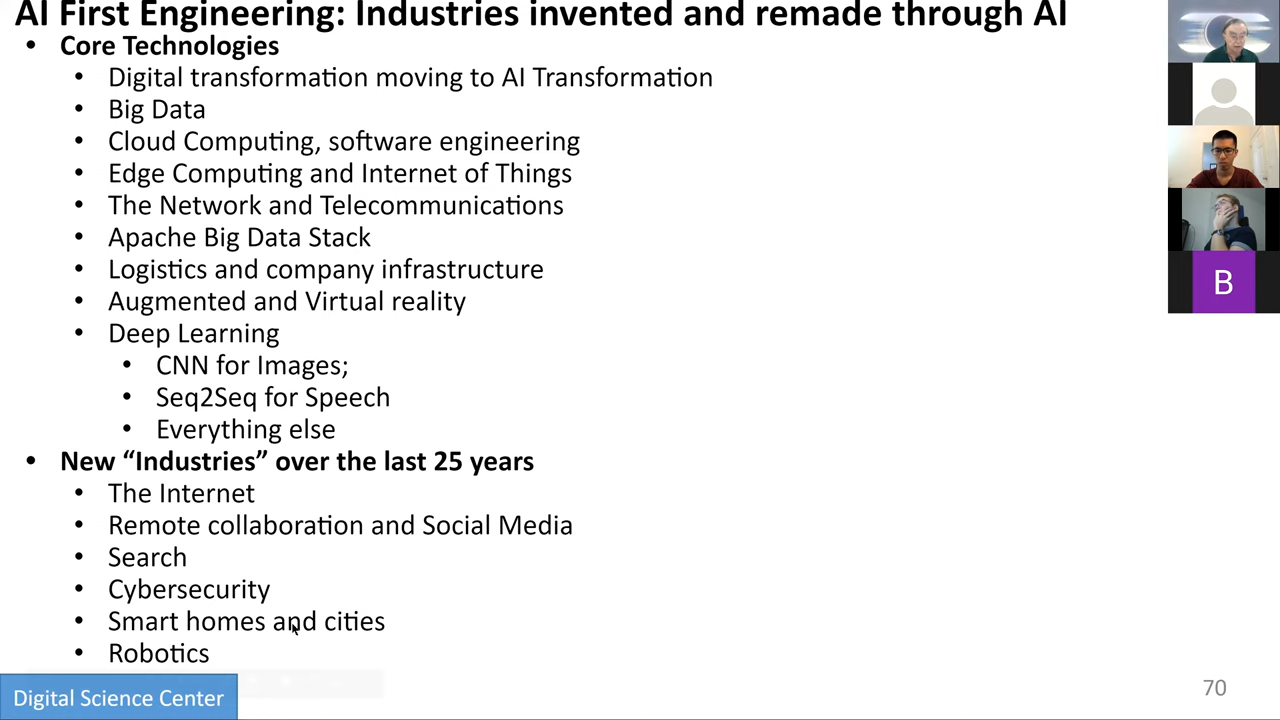 AI First Engineering: Industries invented and remade through AI
• Core Technologies
• Digital transformation moving to AI Transformation
• Big Data
• Cloud Computing, software engineering
• Edge Computing and Internet of Things
• The Network and Telecommunications
• Apache Big Data Stack
• Logistics and company infrastructure
• Augmented and Virtual reality
• Deep Learning
• CNN for Images;
• Seq2Seq for Speech
• Everything else
• New “Industries” over the last 25 years
• The Internet
• Remote collaboration and Social Media
• Search
• Cybersecurity
• Smart homes and cities
• Robotics
Digital Science Center
70
B